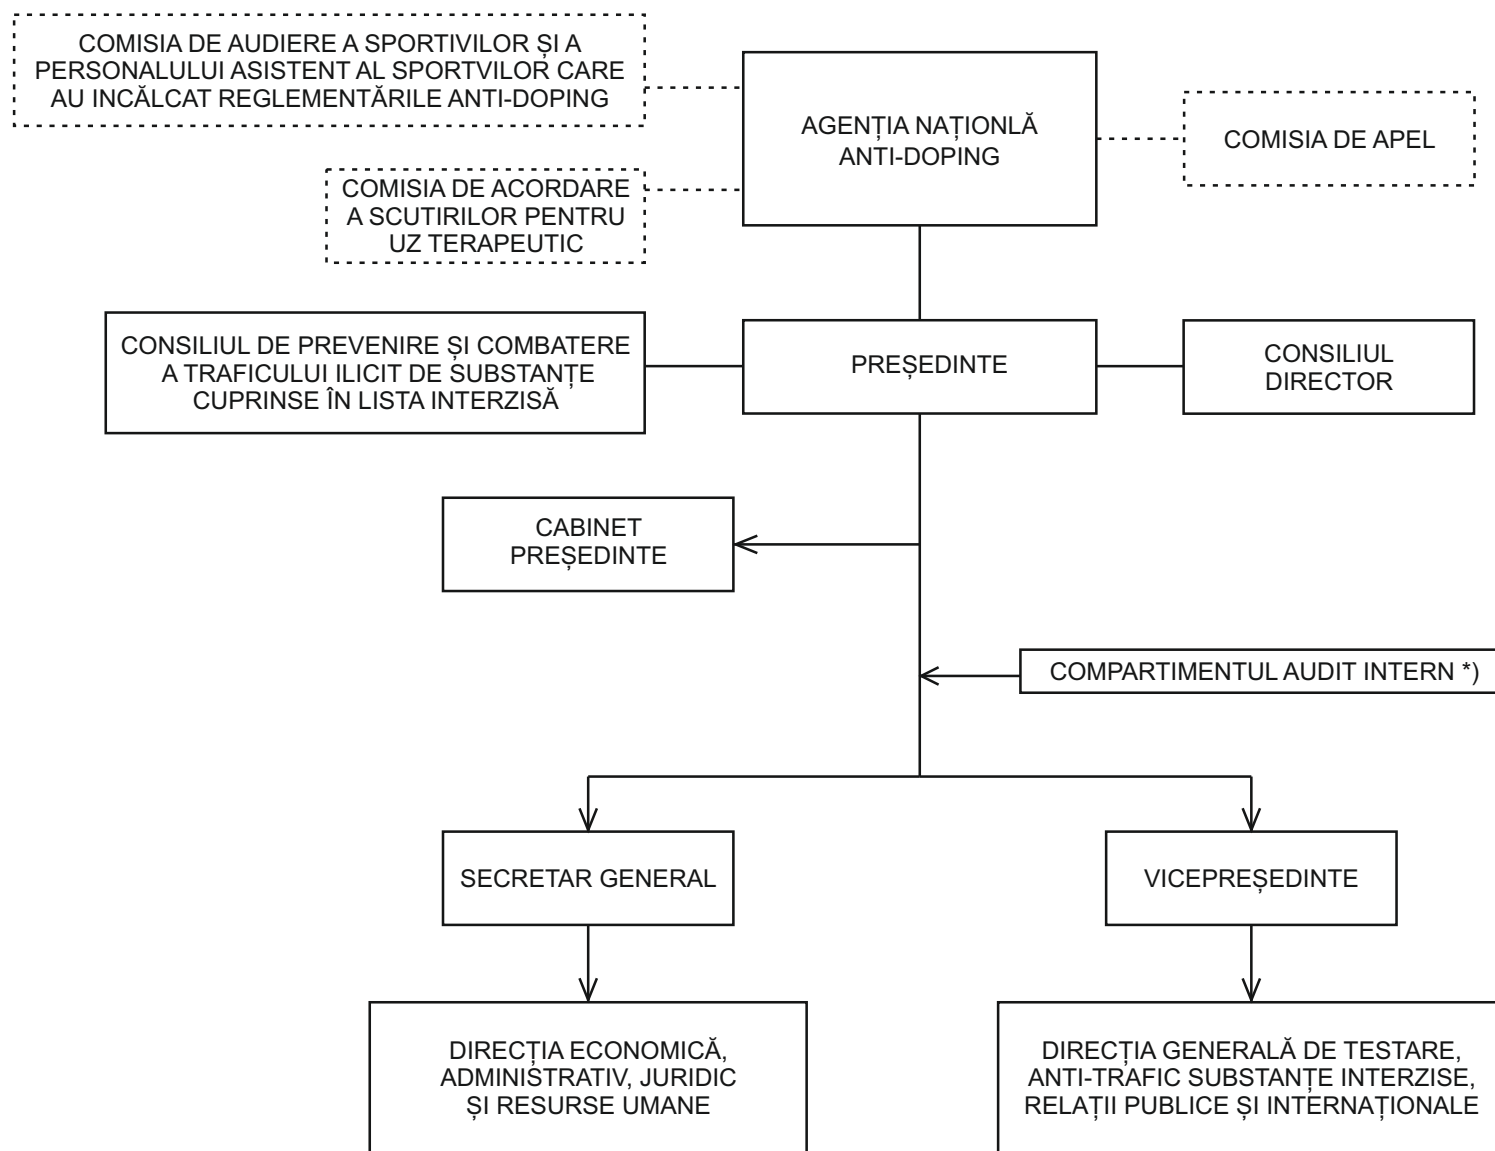 COMISIA DE AUDIERE A SPORTIVILOR ȘI A
PERSONALULUI ASISTENT AL SPORTVILOR CARE
AU INCĂLCAT REGLEMENTĂRILE ANTI-DOPING
AGENȚIA NAȚIONLĂ
ANTI-DOPING
COMISIA DE APEL
COMISIA DE ACORDARE
A SCUTIRILOR PENTRU
UZ TERAPEUTIC
CONSILIUL DE PREVENIRE ȘI COMBATERE
A TRAFICULUI ILICIT DE SUBSTANȚE
CUPRINSE ÎN LISTA INTERZISĂ
PREȘEDINTE
CONSILIUL
DIRECTOR
CABINET
PREȘEDINTE
COMPARTIMENTUL AUDIT INTERN *)
SECRETAR GENERAL
VICEPREȘEDINTE
DIRECȚIA ECONOMICĂ,
ADMINISTRATIV, JURIDIC
ȘI RESURSE UMANE
DIRECȚIA GENERALĂ DE TESTARE,
ANTI-TRAFIC SUBSTANȚE INTERZISE,
RELAȚII PUBLICE ȘI INTERNAȚIONALE